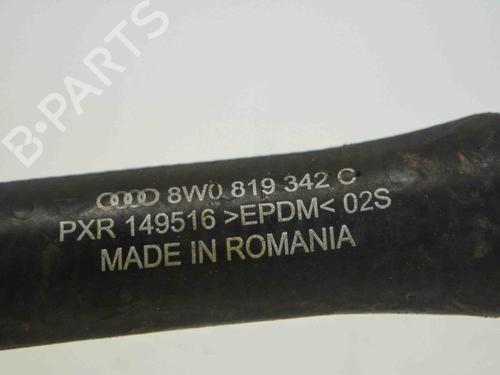 B-PARTS
8W0 819 342 C
PXR 149516 >EPDM< 02S
MADE IN ROMANIA